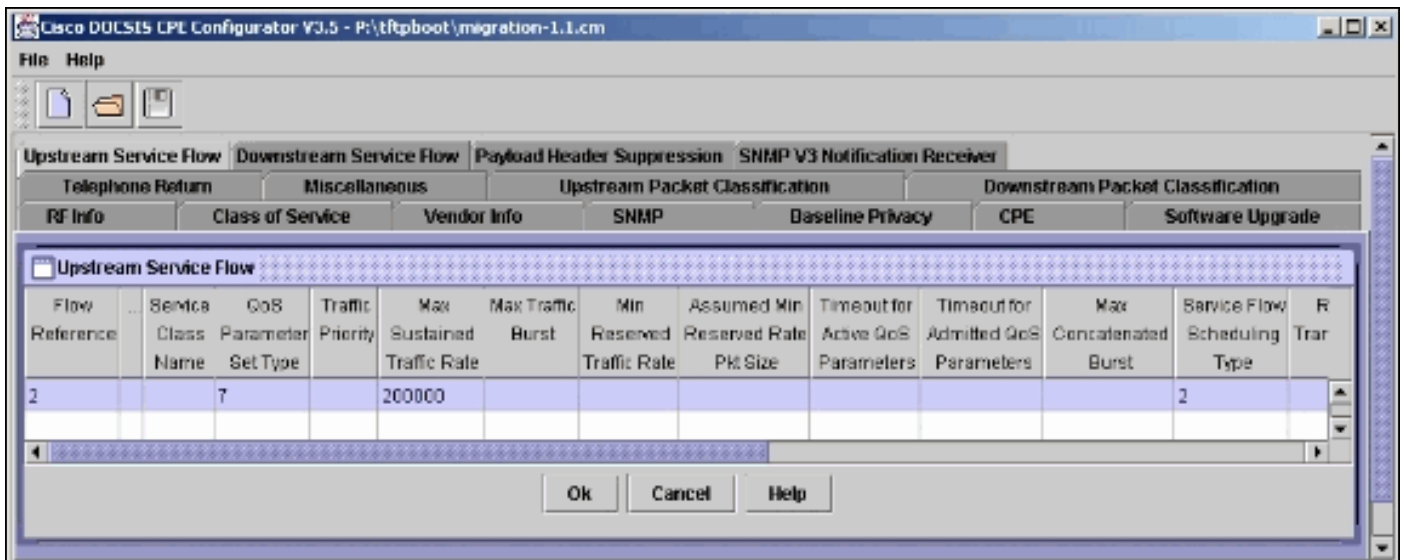 Cisco DOCSIS CPE Configurator V3.5 - P:\tftpboot\migration-1.1.cm
File Help
Upstream Service Flow Downstream Service Flow Payload Header Suppression SNMP V3 Notification Receiver
Telephone Return Miscellaneous Upstream Packet Classification Downstream Packet Classification
RF Info Class of Service Vendor Info SNMP Baseline Privacy CPE Software Upgrade
Upstream Service Flow
Flow ... Service QoS Traffic Max Max Traffic Min Assumed Min Timeout for Timeout for Max Service Flow R
Reference Class Parameter Priority Sustained Burst Reserved Reserved Rate Active QoS Admitted QoS Concatenated Scheduling Tran
Name Set Type Traffic Rate Traffic Rate Pkt Size Parameters Parameters Burst Type
2 7 200000 2
Ok Cancel Help